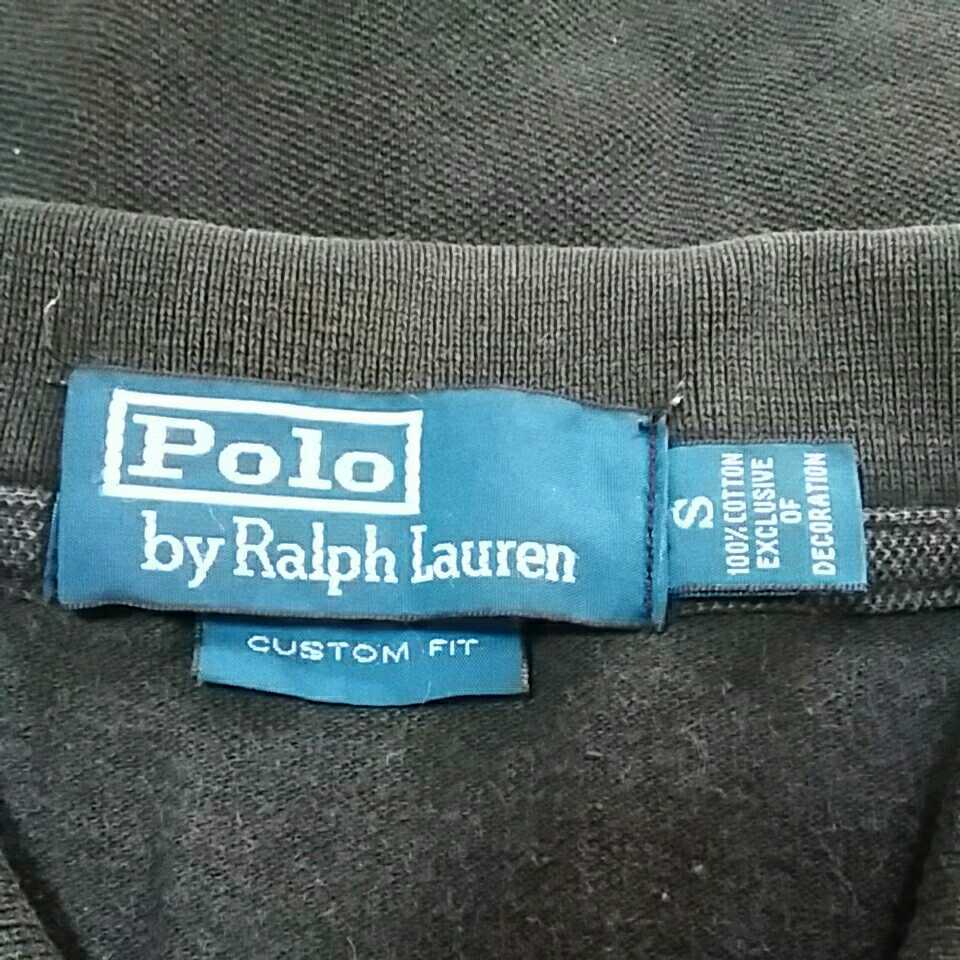 Polo
by Ralph Lauren
CUSTOM FIT
S
100% COTTON
EXCLUSIVE
OF
DECORATION